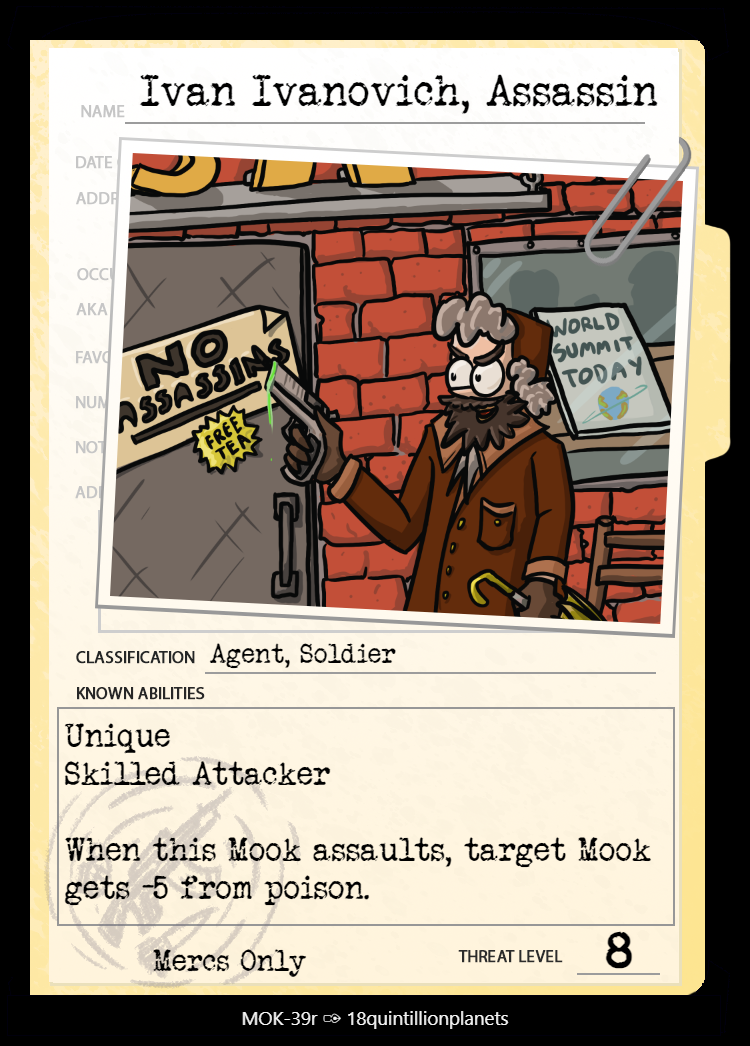 NAME Ivan Ivanovich, Assassin
DATE
ADDR
OCCU
AKA
FAVO
NUM
NOT
ADD
NO
ASSASSINS
FREE
TEA
WORLD
SUMMIT
TODAY
CLASSIFICATION Agent, Soldier
KNOWN ABILITIES
Unique
Skilled Attacker
When this Mook assaults, target Mook
gets -5 from poison.
Mercs Only THREAT LEVEL 8
MOK-39r ➩ 18quintillionplanets